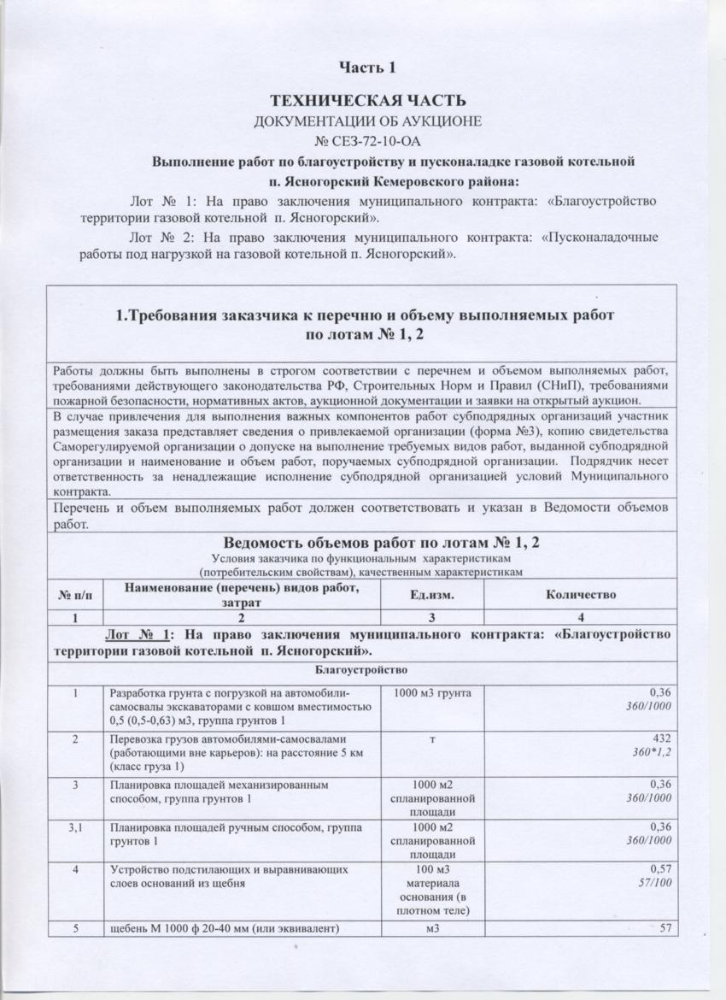 Часть 1
ТЕХНИЧЕСКАЯ ЧАСТЬ
ДОКУМЕНТАЦИИ ОБ АУКЦИОНЕ
№ СЕЗ-72-10-ОА
Выполнение работ по благоустройству и пусконаладке газовой котельной
п. Ясногорский Кемеровского района:
Лот № 1: На право заключения муниципального контракта: «Благоустройство
территории газовой котельной п. Ясногорский».
Лот № 2: На право заключения муниципального контракта: «Пусконаладочные
работы под нагрузкой на газовой котельной п. Ясногорский».
1.Требования заказчика к перечню и объему выполняемых работ
по лотам № 1, 2
Работы должны быть выполнены в строгом соответствии с перечнем и объемом выполняемых работ,
требованиями действующего законодательства РФ, Строительных Норм и Правил (СНиП), требованиями
пожарной безопасности, нормативных актов, аукционной документации и заявки на открытый аукцион.
В случае привлечения для выполнения важных компонентов работ субподрядных организаций участник
размещения заказа представляет сведения о привлекаемой организации (форма №3), копию свидетельства
Саморегулируемой организации о допуске на выполнение требуемых видов работ, выданной субподрядной
организации и наименование и объем работ, поручаемых субподрядной организации. Подрядчик несет
ответственность за ненадлежащие исполнение субподрядной организацией условий Муниципального
контракта.
Перечень и объем выполняемых работ должен соответствовать и указан в Ведомости объемов
работ.
Ведомость объемов работ по лотам № 1, 2
Условия заказчика по функциональным характеристикам
(потребительским свойствам), качественным характеристикам
№ п/п Наименование (перечень) видов работ, Ед.изм. Количество
затрат
1 2 3 4
Лот № 1: На право заключения муниципального контракта: «Благоустройство
территории газовой котельной п. Ясногорский».
Благоустройство
1 Разработка грунта с погрузкой на автомобили- 1000 м3 грунта 0,36
самосвалы экскаваторами с ковшом вместимостью 360/1000
0,5 (0,5-0,63) м3, группа грунтов 1
2 Перевозка грузов автомобилями-самосвалами т 432
(работающими вне карьеров): на расстояние 5 км 360*1,2
(класс груза 1)
3 Планировка площадей механизированным 1000 м2 0,36
способом, группа грунтов 1 спланированной 360/1000
площади
3,1 Планировка площадей ручным способом, группа 1000 м2 0,36
грунтов 1 спланированной 360/1000
площади
4 Устройство подстилающих и выравнивающих 100 м3 0,57
слоев оснований из щебня материала 57/100
основания (в
плотном теле)
5 щебень М 1000 ф 20-40 мм (или эквивалент) м3 57